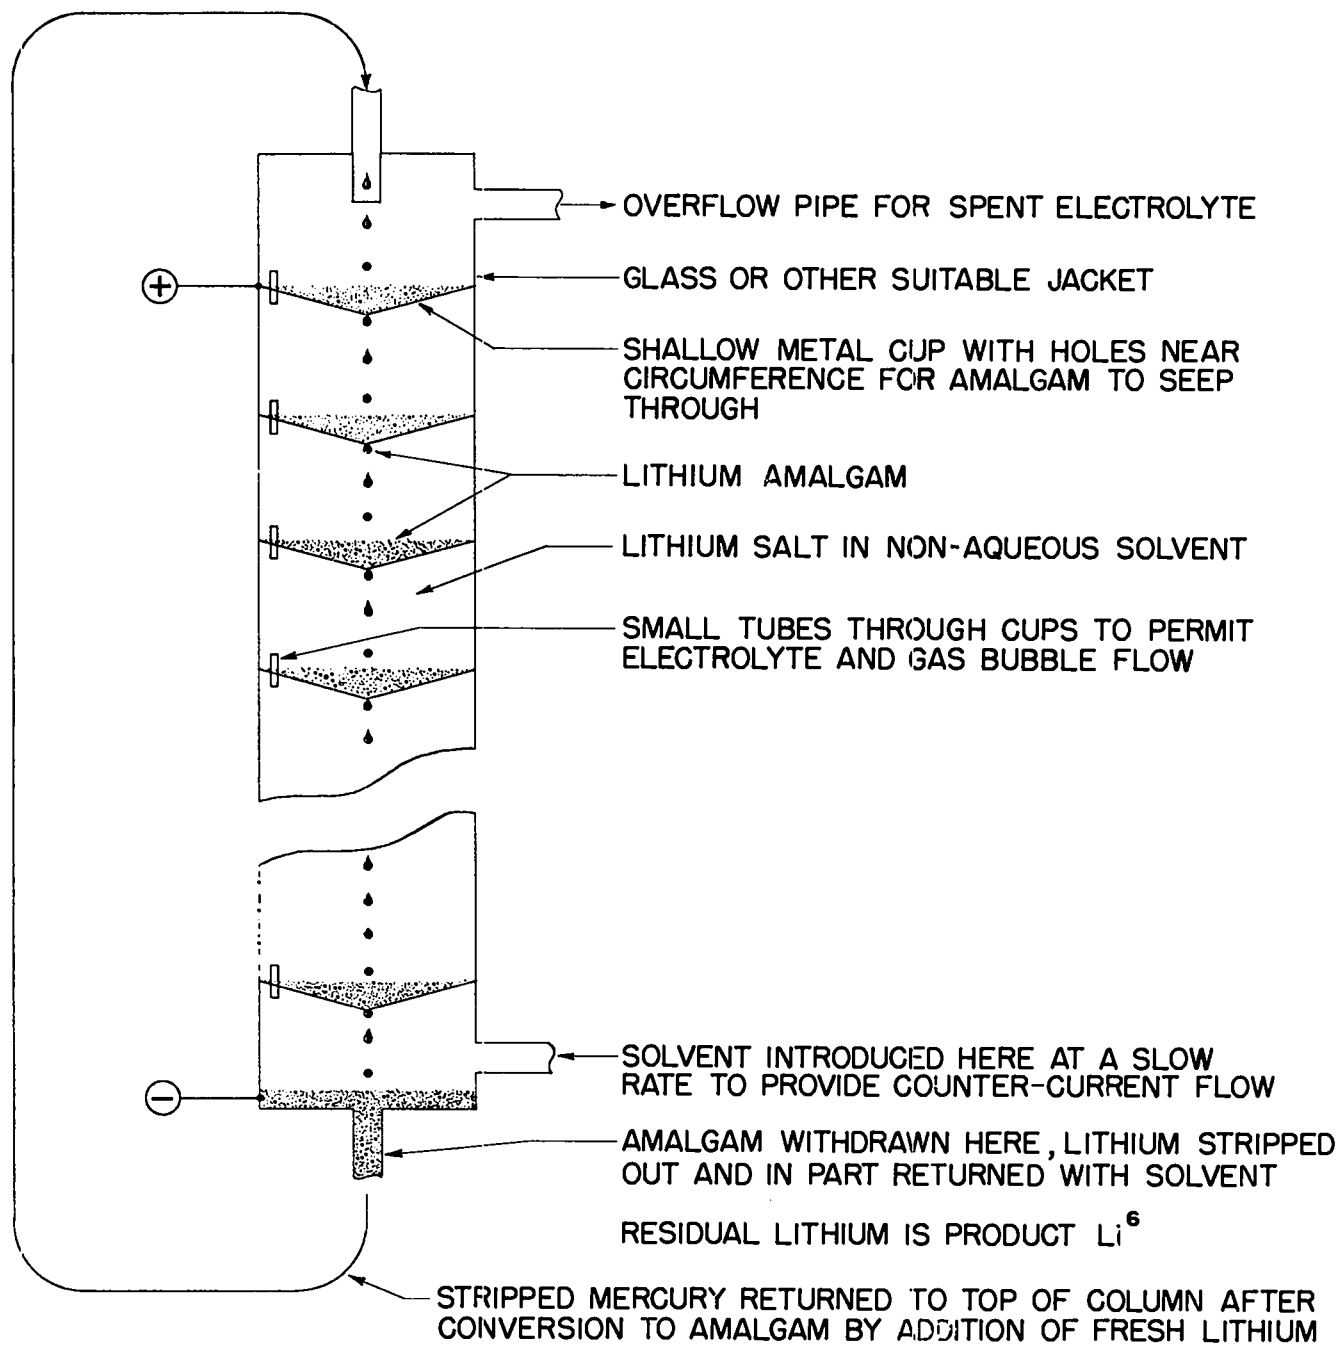 OVERFLOW PIPE FOR SPENT ELECTROLYTE
+
GLASS OR OTHER SUITABLE JACKET
SHALLOW METAL CUP WITH HOLES NEAR
CIRCUMFERENCE FOR AMALGAM TO SEEP
THROUGH
LITHIUM AMALGAM
LITHIUM SALT IN NON-AQUEOUS SOLVENT
SMALL TUBES THROUGH CUPS TO PERMIT
ELECTROLYTE AND GAS BUBBLE FLOW
SOLVENT INTRODUCED HERE AT A SLOW
RATE TO PROVIDE COUNTER-CURRENT FLOW
−
AMALGAM WITHDRAWN HERE, LITHIUM STRIPPED
OUT AND IN PART RETURNED WITH SOLVENT
RESIDUAL LITHIUM IS PRODUCT Li⁶
STRIPPED MERCURY RETURNED TO TOP OF COLUMN AFTER
CONVERSION TO AMALGAM BY ADDITION OF FRESH LITHIUM